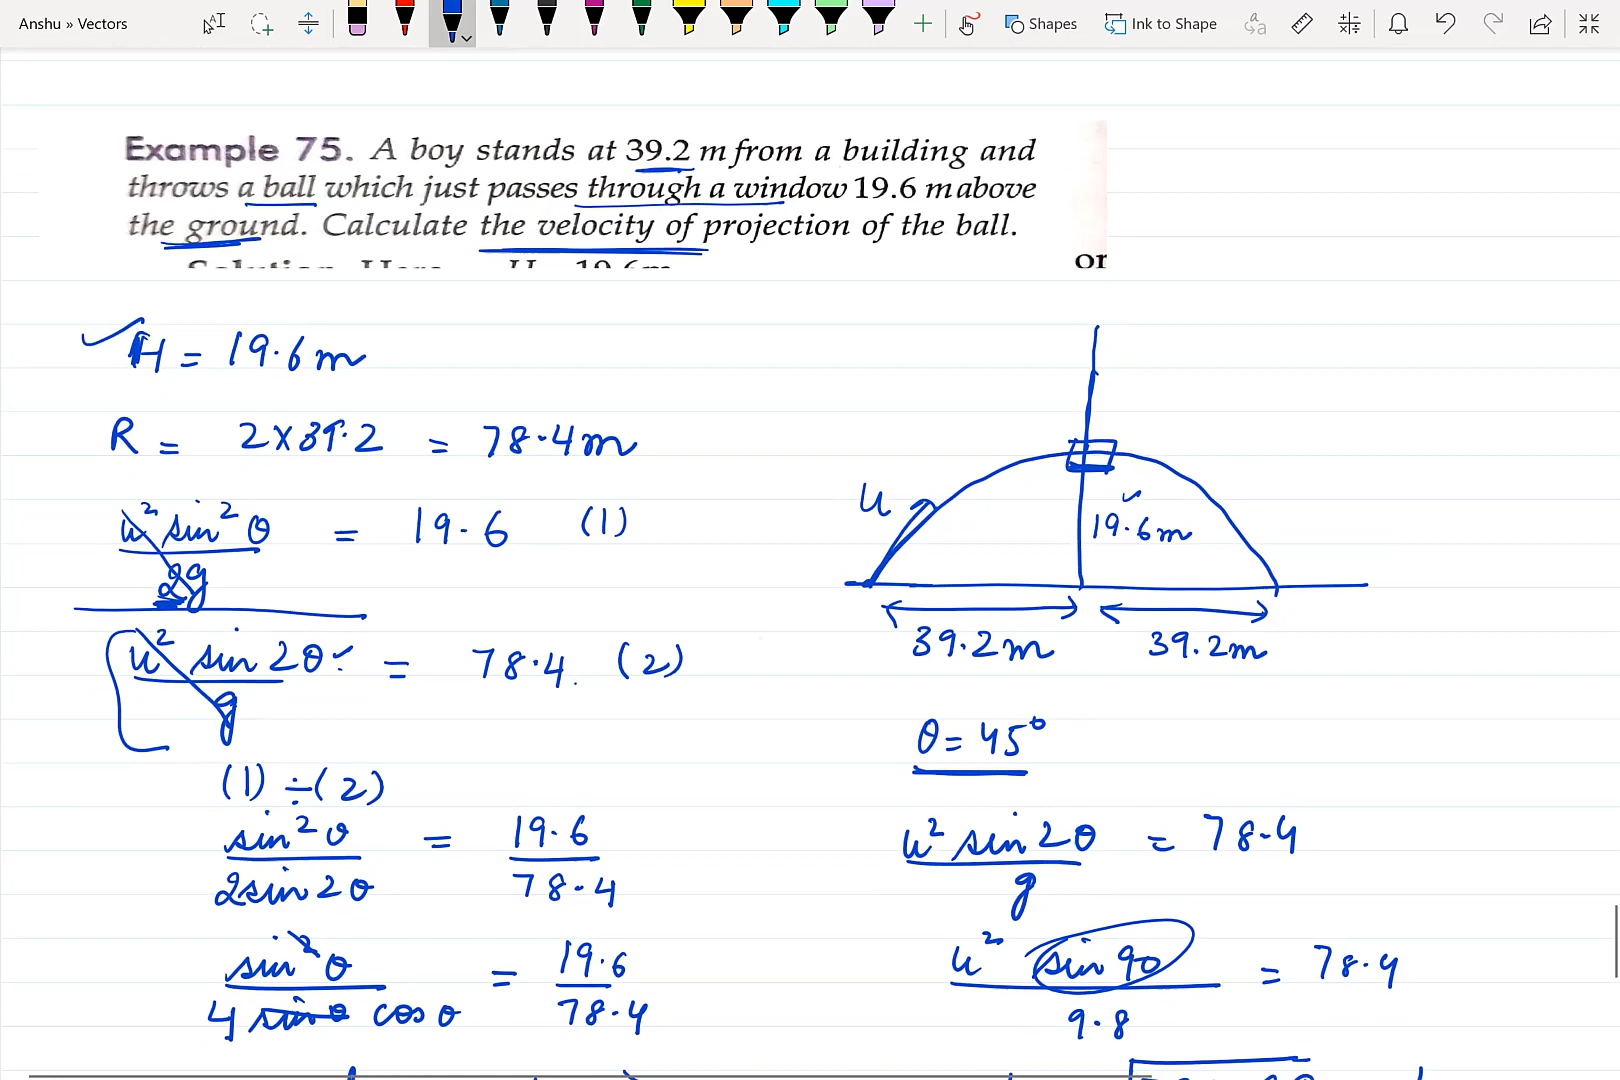 Anshu » Vectors
Shapes
Ink to Shape
Example 75. A boy stands at 39.2 m from a building and
throws a ball which just passes through a window 19.6 m above
the ground. Calculate the velocity of projection of the ball.
or
H = 19.6 m
R = 2 × 39.2 = 78.4 m
u² sin² θ / 2g = 19.6 (1)
u² sin 2θ / g = 78.4 (2)
(1) ÷ (2)
sin² θ / 2 sin 2θ = 19.6 / 78.4
sin² θ / 4 sin θ cos θ = 19.6 / 78.4
u
19.6 m
39.2 m
39.2 m
θ = 45°
u² sin 2θ / g = 78.4
u² sin 90 / 9.8 = 78.4